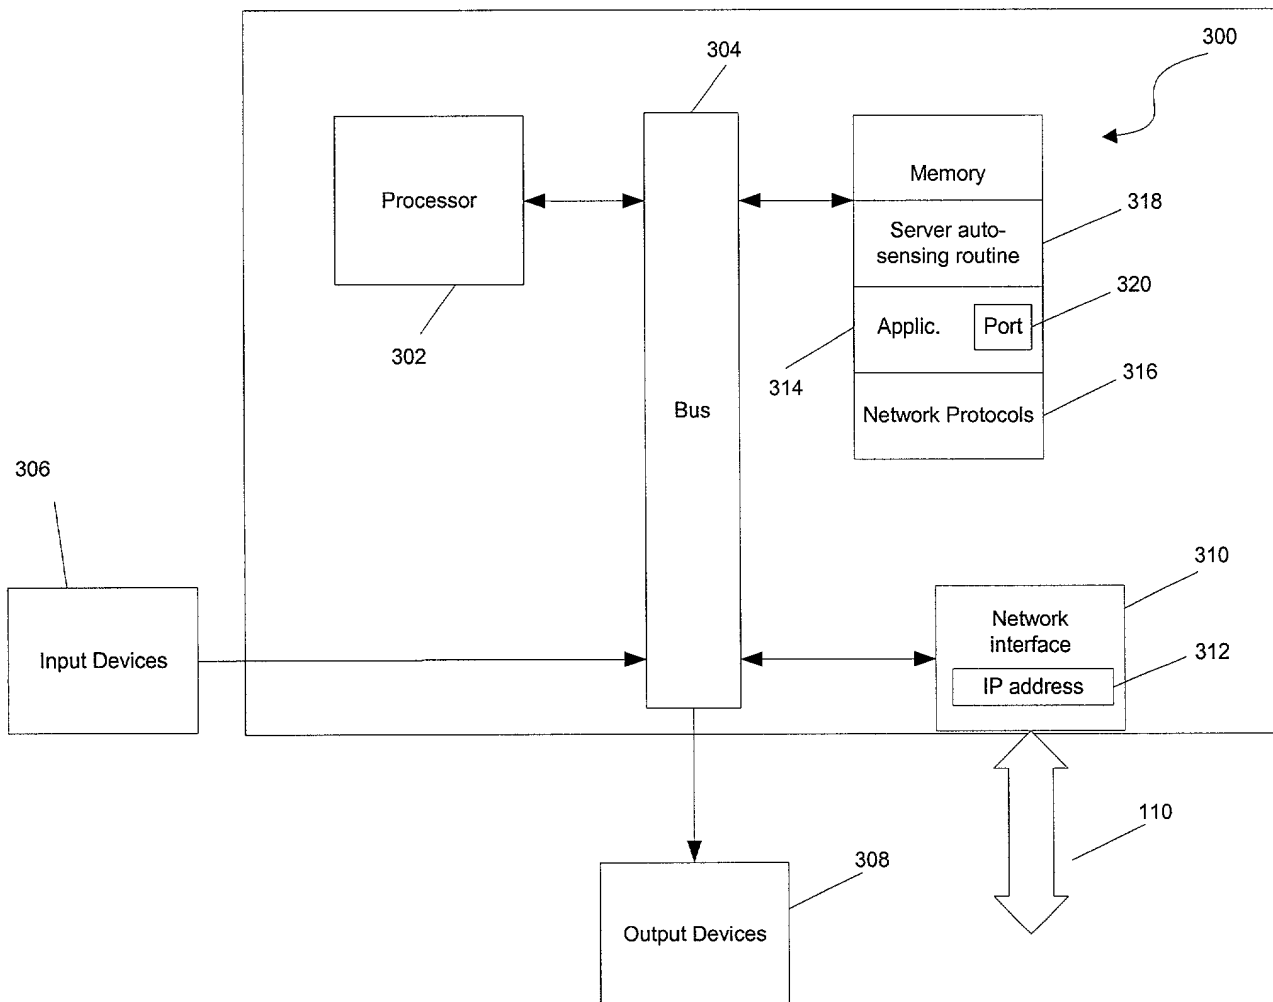 300
304
Processor
302
Bus
Memory
318
Server auto-
sensing routine
320
Applic.
Port
314
316
Network Protocols
306
Input Devices
310
Network
interface
312
IP address
110
308
Output Devices